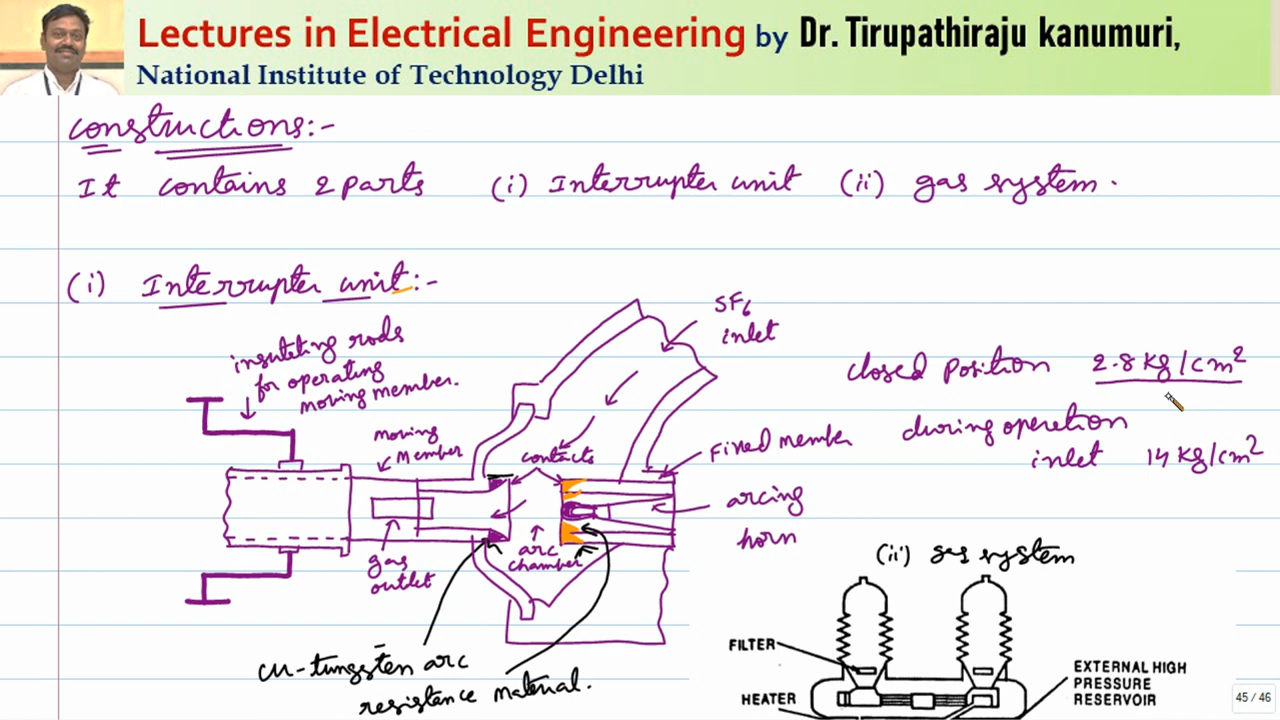 Lectures in Electrical Engineering by Dr. Tirupathiraju kanumuri,
National Institute of Technology Delhi
Constructions:-
It contains 2 parts (i) Interrupter unit (ii) gas system.
(i) Interrupter unit:-
insulating rods
for operating
moving member.
SF6
inlet
closed position 2.8 kg/cm²
during operation
inlet 14 kg/cm²
moving
member
contacts
Fixed member
arcing
horn
gas
outlet
arc
chamber
cu-tungsten arc
resistance material.
(ii) gas system
FILTER
HEATER
EXTERNAL HIGH
PRESSURE
RESERVOIR
45 / 46